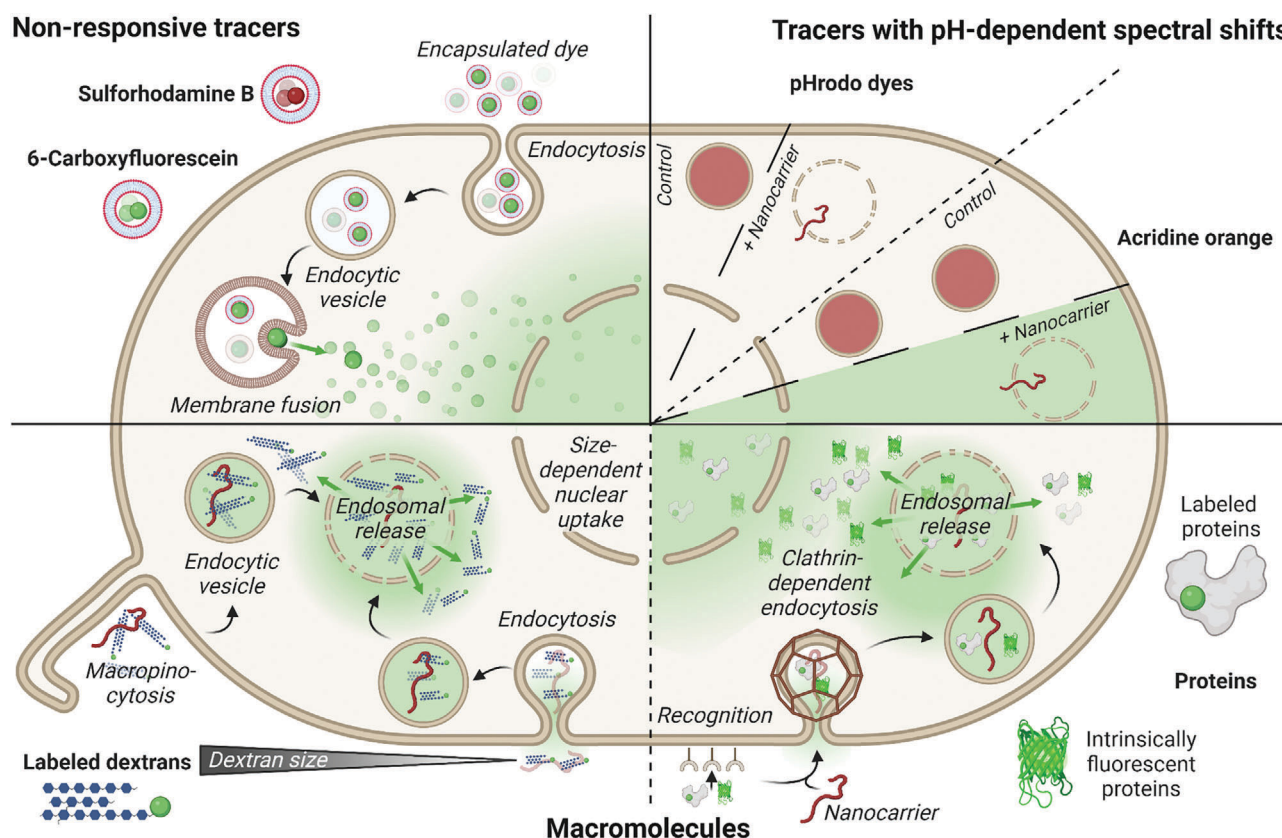 Non-responsive tracers
Encapsulated dye
Sulforhodamine B
6-Carboxyfluorescein
Endocytosis
Endocytic
vesicle
Membrane fusion
Tracers with pH-dependent spectral shifts
pHrodo dyes
Control
+ Nanocarrier
Control
Acridine orange
+ Nanocarrier
Size-
dependent
nuclear
uptake
Endosomal
release
Endocytic
vesicle
Endocytosis
Macropino-
cytosis
Labeled dextrans
Dextran size
Endosomal
release
Clathrin-
dependent
endocytosis
Labeled
proteins
Proteins
Recognition
Intrinsically
fluorescent
proteins
Nanocarrier
Macromolecules